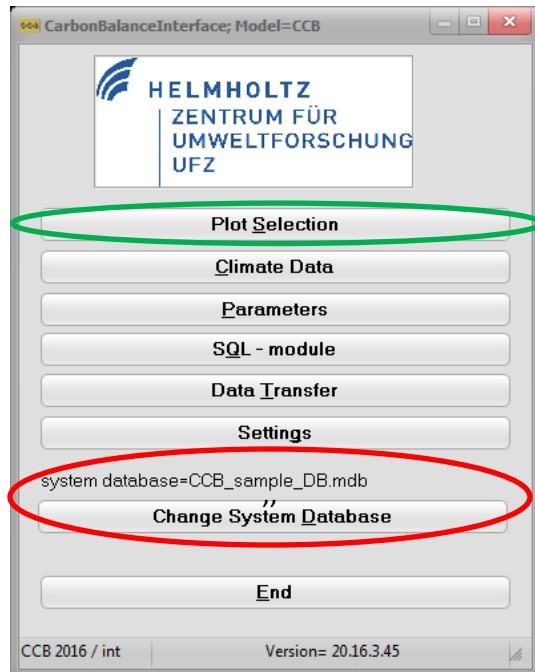 CarbonBalanceInterface; Model=CCB
HELMHOLTZ
ZENTRUM FÜR
UMWELTFORSCHUNG
UFZ
Plot Selection
Climate Data
Parameters
SQL - module
Data Transfer
Settings
system database=CCB_sample_DB.mdb
,,
Change System Database
End
CCB 2016 / int Version= 20.16.3.45